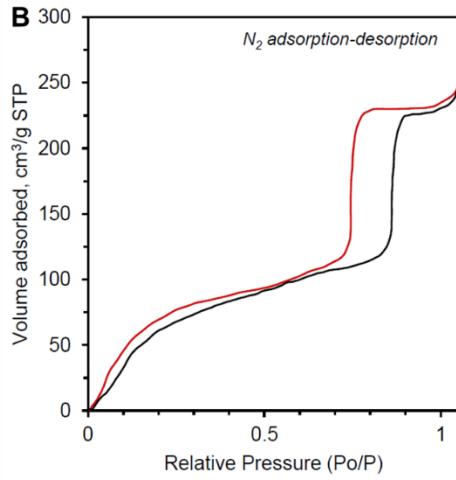 B
300
N₂ adsorption-desorption
250
200
150
100
50
0
Volume adsorbed, cm³/g STP
0
0.5
1
Relative Pressure (Po/P)